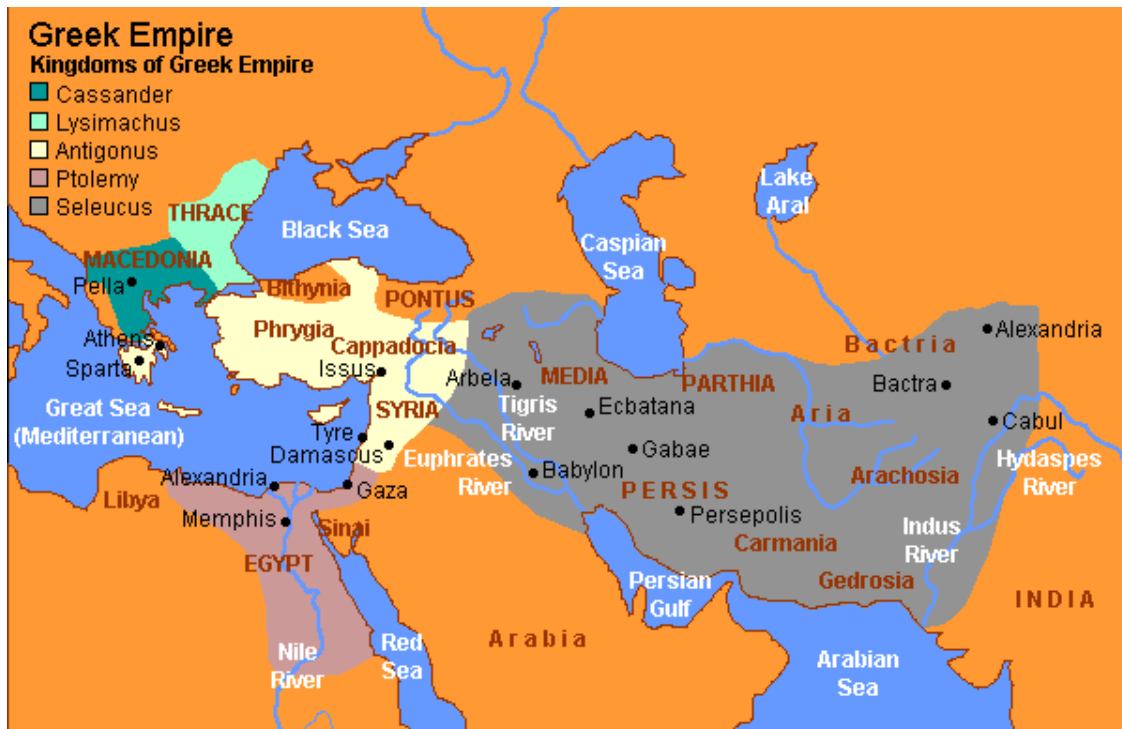 Greek Empire
Kingdoms of Greek Empire
Cassander
Lysimachus
Antigonus
Ptolemy
Seleucus
THRACE
MACEDONIA
Pella
Athens
Sparta
Great Sea
(Mediterranean)
Black Sea
Bithynia
PONTUS
Phrygia
Cappadocia
Issus
SYRIA
Tyre
Damascus
Alexandria
Gaza
Libya
Memphis
Sinai
EGYPT
Nile
River
Red
Sea
Caspian
Sea
Lake
Aral
Arbela
MEDIA
Tigris
River
Ecbatana
Euphrates
River
Babylon
Gabae
PERSIS
Persepolis
PARTHIA
Carmania
Persian
Gulf
Arabia
Bactria
Alexandria
Bactra
Aria
Cabul
Arachosia
Hydaspes
River
Indus
River
Gedrosia
INDIA
Arabian
Sea